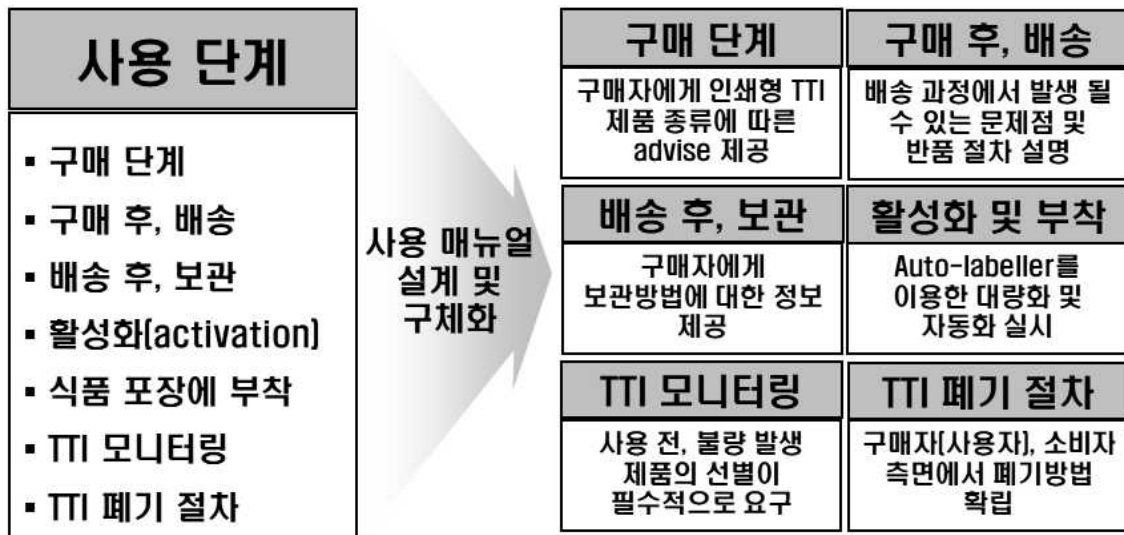 사용 단계
▪ 구매 단계
▪ 구매 후, 배송
▪ 배송 후, 보관
▪ 활성화(activation)
▪ 식품 포장에 부착
▪ TTI 모니터링
▪ TTI 폐기 절차
사용 매뉴얼
설계 및
구체화
구매 단계
구매자에게 인쇄형 TTI
제품 종류에 따른
advise 제공
구매 후, 배송
배송 과정에서 발생 될
수 있는 문제점 및
반품 절차 설명
배송 후, 보관
구매자에게
보관방법에 대한 정보
제공
활성화 및 부착
Auto-labeller를
이용한 대량화 및
자동화 실시
TTI 모니터링
사용 전, 불량 발생
제품의 선별이
필수적으로 요구
TTI 폐기 절차
구매자(사용자), 소비자
측면에서 폐기방법
확립